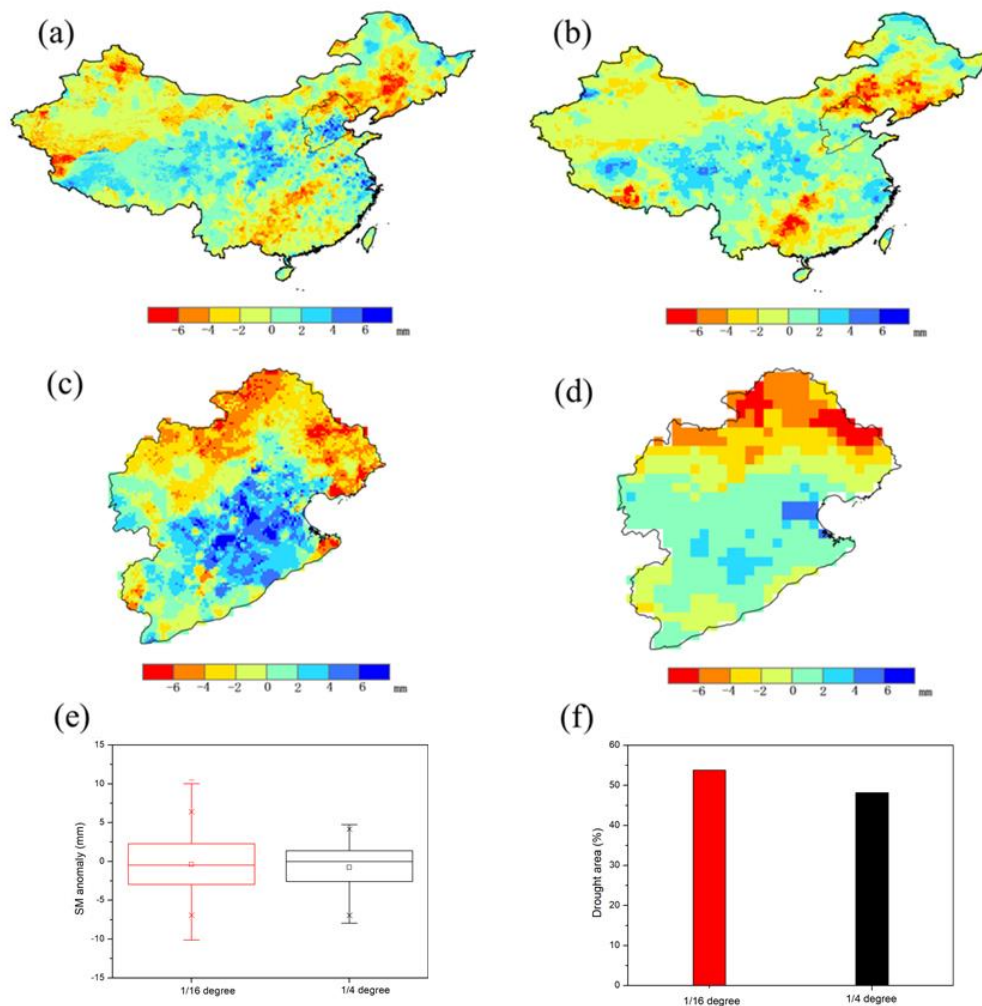 (a)
(b)
-6 -4 -2 0 2 4 6 mm
-6 -4 -2 0 2 4 6 mm
(c)
(d)
-6 -4 -2 0 2 4 6 mm
-6 -4 -2 0 2 4 6 mm
(e)
SM anomaly (mm)
15
10
5
0
-5
-10
-15
1/16 degree 1/4 degree
(f)
Drought area (%)
60
50
40
30
20
10
0
1/16 degree 1/4 degree